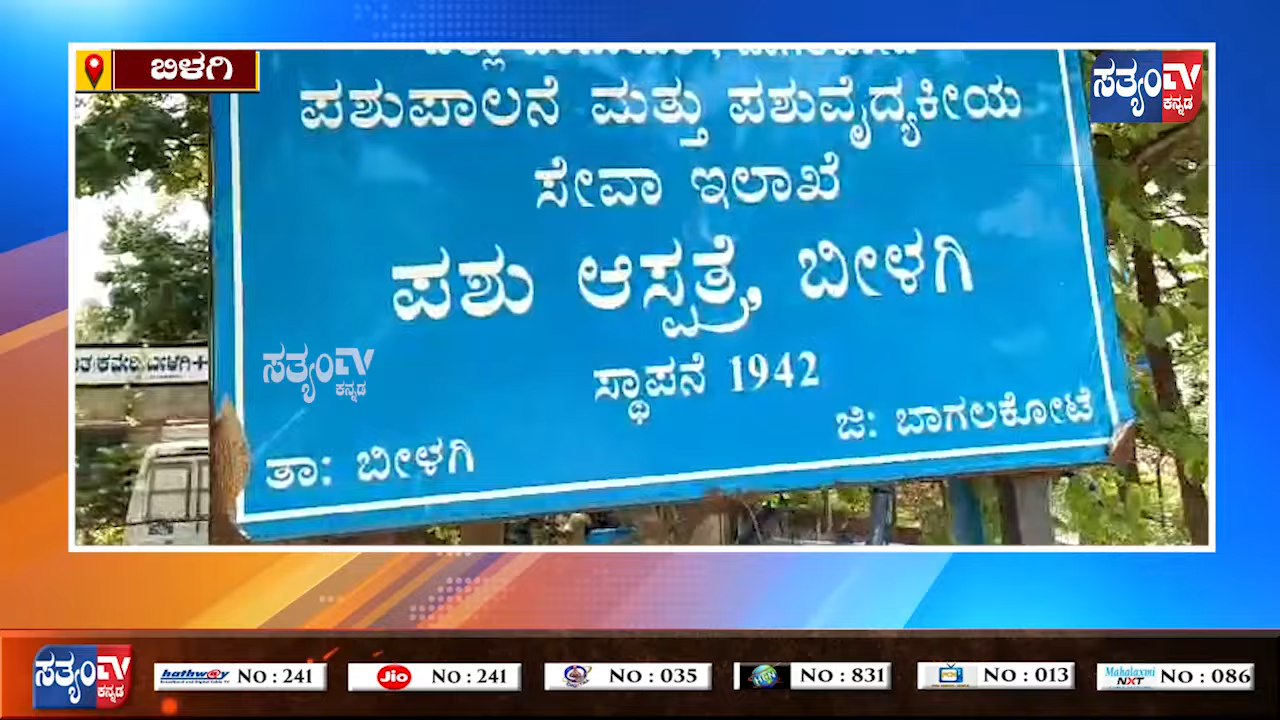 ಬಿಳಗಿ
ಸತ್ಯಂTV
ಕನ್ನಡ
ಪಶುಪಾಲನೆ ಮತ್ತು ಪಶುವೈದ್ಯಕೀಯ
ಸೇವಾ ಇಲಾಖೆ
ಪಶು ಆಸ್ಪತ್ರೆ, ಬೀಳಗಿ
ಸ್ಥಾಪನೆ 1942
ತಾ: ಬೀಳಗಿ
ಜಿ: ಬಾಗಲಕೋಟೆ
ಸತ್ಯಂTV
ಕನ್ನಡ
ಸತ್ಯಂTV
ಕನ್ನಡ
hathway NO : 241
Jio NO : 241
NO : 035
NO : 831
NO : 013
Mahalaxmi NXT NO : 086